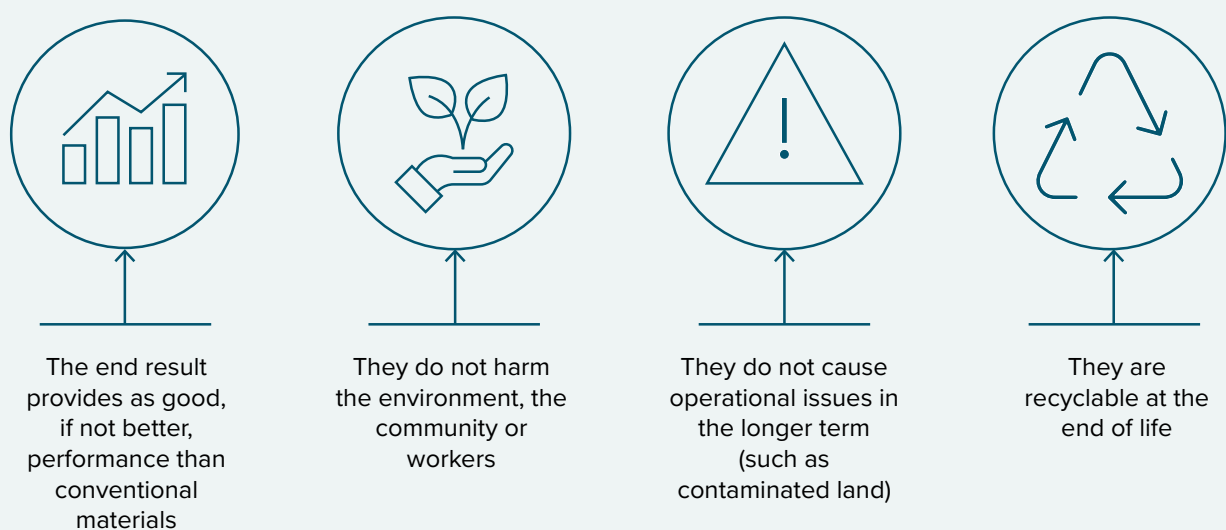 The end result
provides as good,
if not better,
performance than
conventional
materials
They do not harm
the environment, the
community or
workers
They do not cause
operational issues in
the longer term
(such as
contaminated land)
They are
recyclable at the
end of life